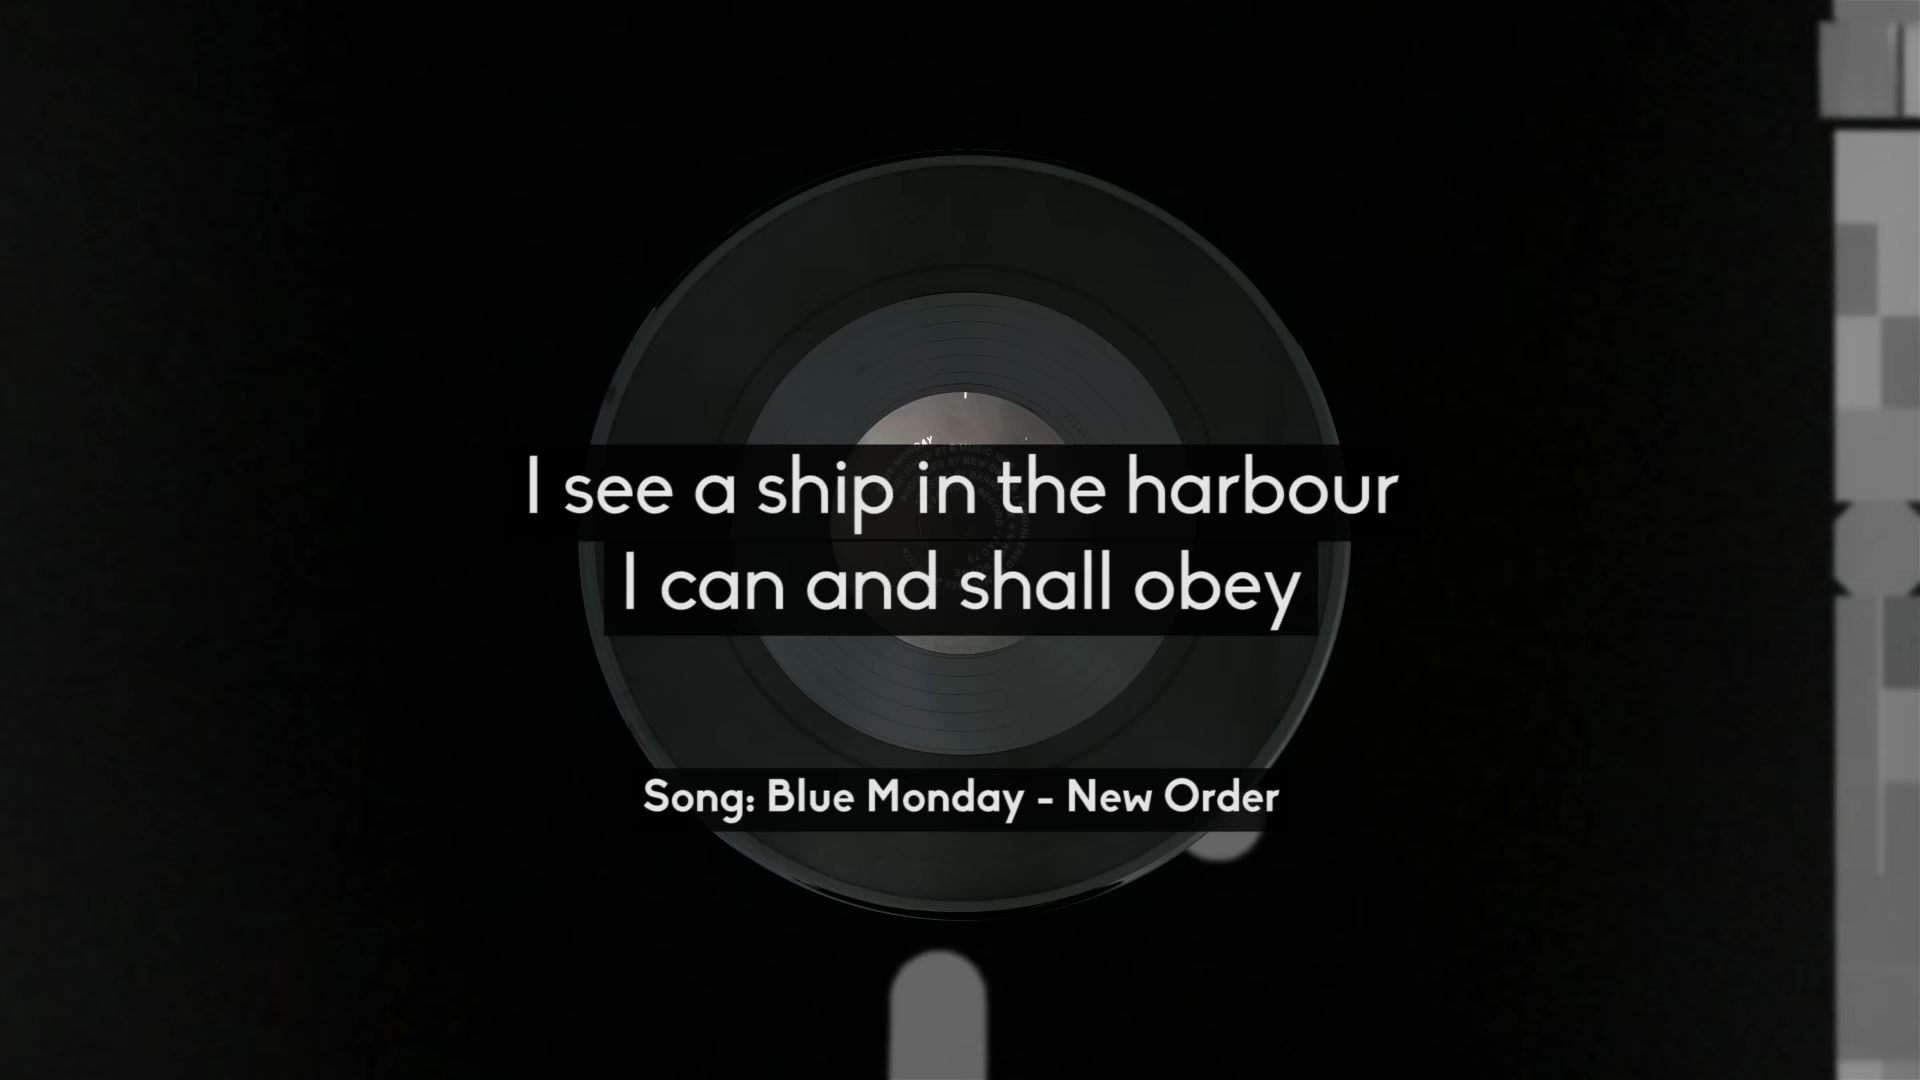 I see a ship in the harbour
I can and shall obey
Song: Blue Monday - New Order